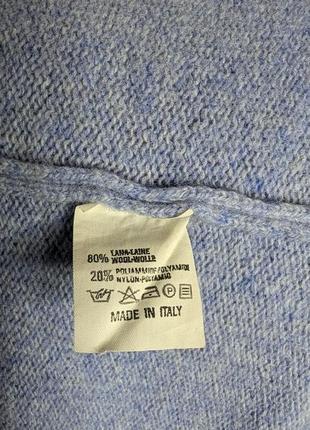 80% LANA-LAINE
WOOL-WOLLE
20% POLIAMMIDE/POLYAMIDE
NYLON-POLYAMID
P
MADE IN ITALY